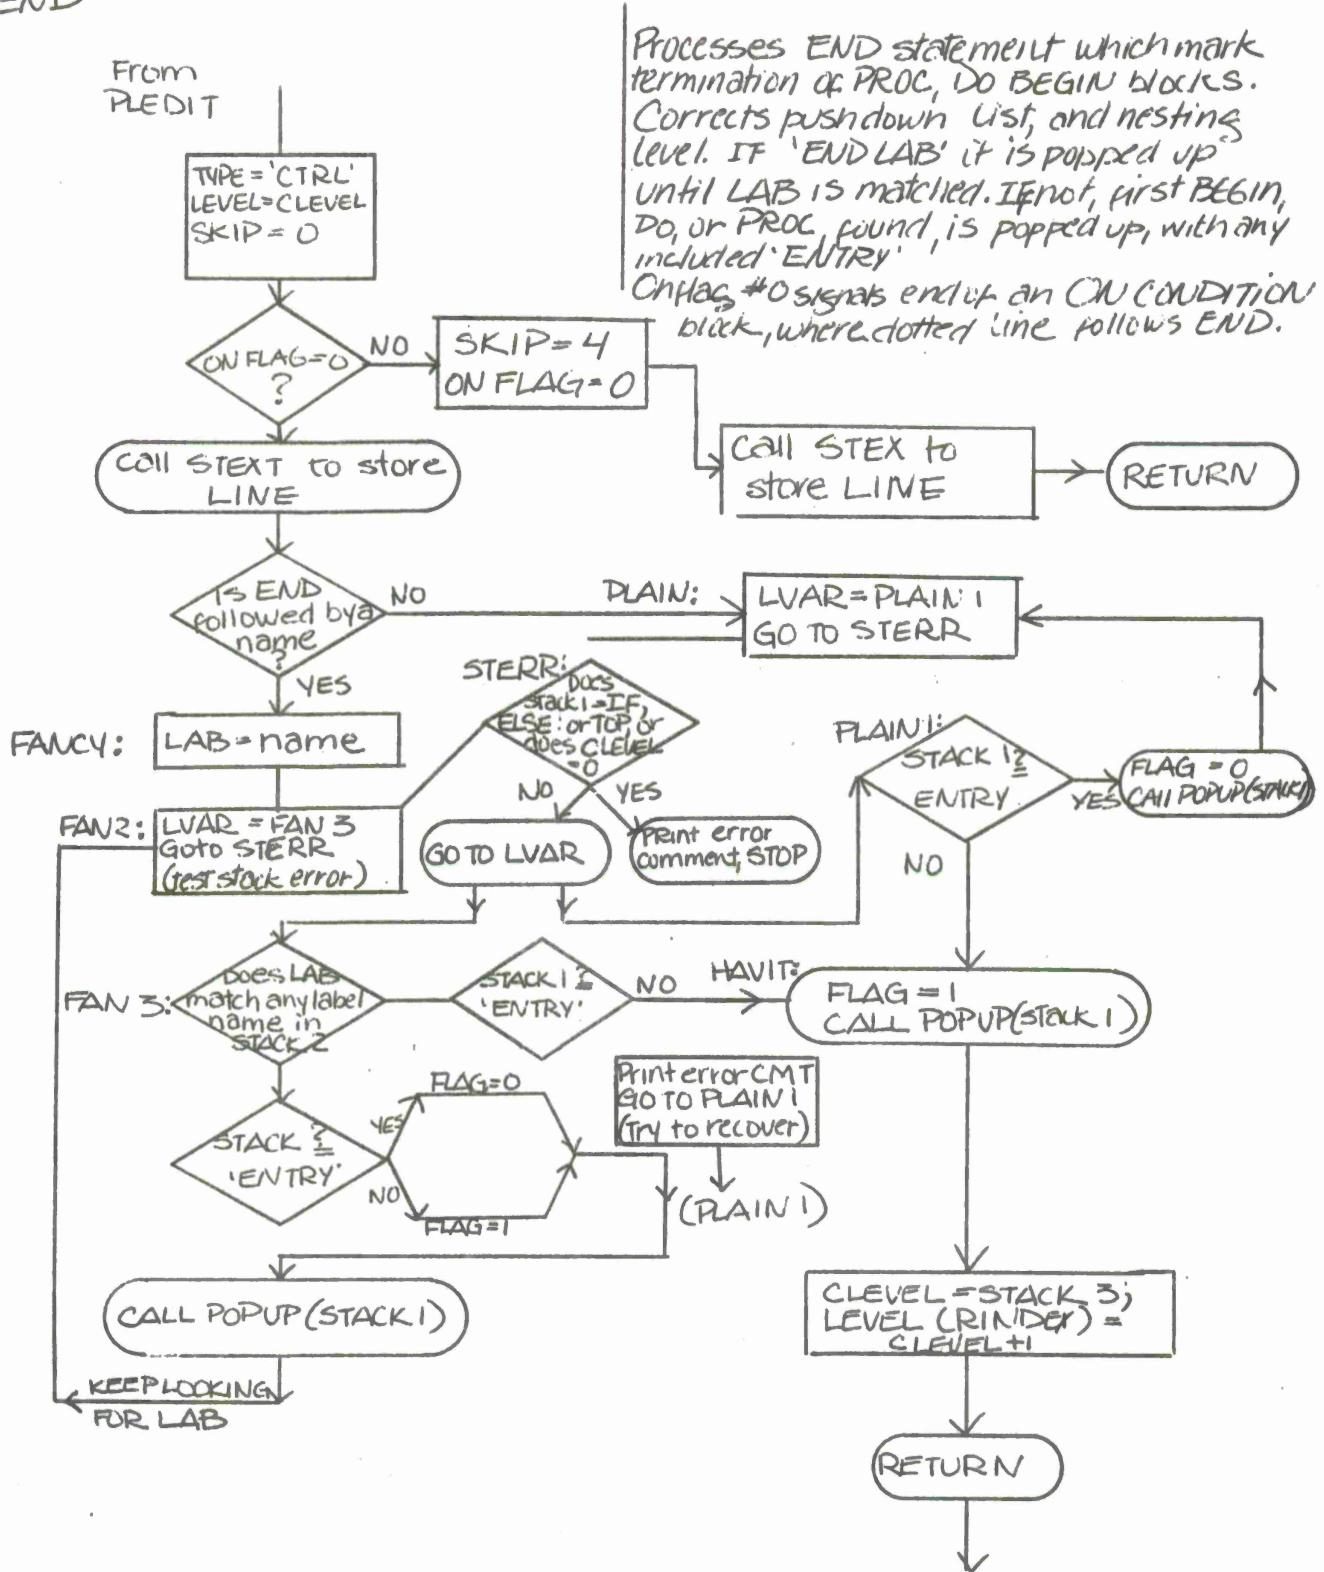 END
Processes END statement which mark
termination of PROC, DO BEGIN blocks.
Corrects pushdown List, and nesting
level. IF 'END LAB' it is popped up
until LAB is matched. If not, first BEGIN,
DO, or PROC, found, is popped up, with any
included 'ENTRY'
Onflag ≠0 signals end of an ON CONDITION
block, where dotted line follows END.
From
PLEDIT
TYPE='CTRL'
LEVEL=CLEVEL
SKIP=0
ON FLAG=0
?
NO
SKIP=4
ON FLAG=0
Call STEX to
store LINE
RETURN
Call STEXT to store
LINE
is END
followed by a
name
?
NO
PLAIN:
LVAR=PLAIN 1
GO TO STERR
YES
FANCY:
LAB=name
STERR:
Does
stack1=IF,
ELSE: or TOP, or
does CLEVEL
=0
NO
YES
GO TO LVAR
Print error
comment, STOP
PLAIN1:
STACK 1?=
ENTRY
YES
FLAG=0
CALL POPUP(STACK1)
NO
FAN2:
LVAR=FAN 3
Goto STERR
(test stack error)
FAN 3:
Does LAB
match any label
name in
STACK 2
STACK 1?=
'ENTRY'
NO
HAVIT:
FLAG=1
CALL POPUP(stack 1)
STACK ?=
'ENTRY'
YES
FLAG=0
NO
FLAG=1
Print error CMT
GO TO PLAIN 1
(Try to recover)
(PLAIN 1)
CALL POPUP(STACK1)
KEEP LOOKING
FOR LAB
CLEVEL=STACK 3;
LEVEL (RINDEX)=
CLEVEL+1
RETURN